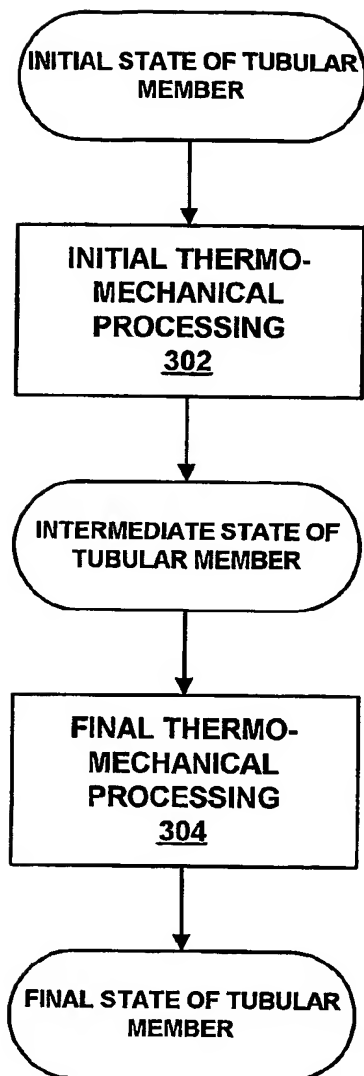 INITIAL STATE OF TUBULAR
MEMBER
INITIAL THERMO-
MECHANICAL
PROCESSING
302
INTERMEDIATE STATE OF
TUBULAR MEMBER
FINAL THERMO-
MECHANICAL
PROCESSING
304
FINAL STATE OF TUBULAR
MEMBER